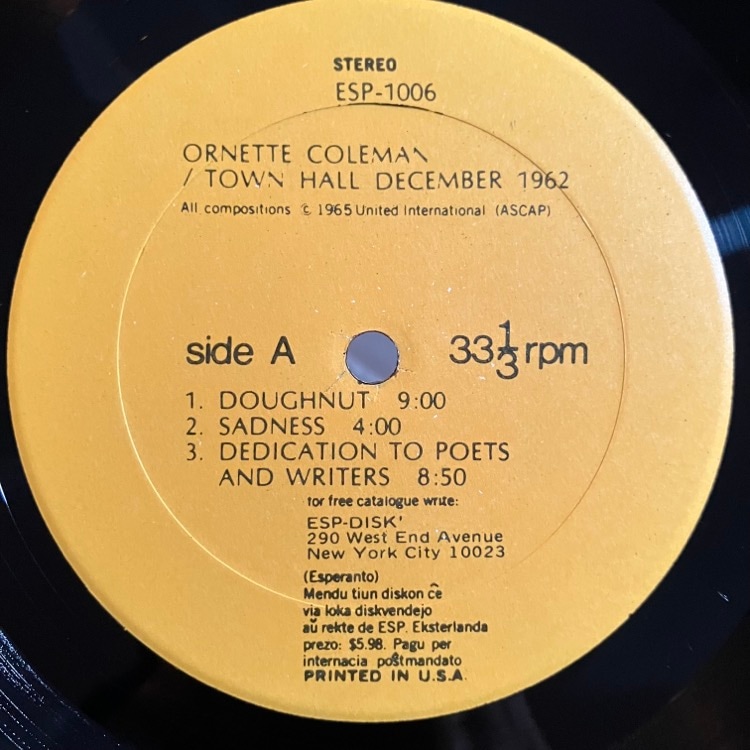 STEREO
ESP-1006
ORNETTE COLEMAN
/ TOWN HALL DECEMBER 1962
All compositions © 1965 United International (ASCAP)
side A 33 1/3 rpm
1. DOUGHNUT 9:00
2. SADNESS 4:00
3. DEDICATION TO POETS
AND WRITERS 8:50
for free catalogue write:
ESP-DISK'
290 West End Avenue
New York City 10023
(Esperanto)
Mendu tiun diskon ĉe
via loka diskvendejo
aŭ rekte de ESP. Eksterlanda
prezo: $5.98. Pagu per
internacia poŝtmandato
PRINTED IN U.S.A.